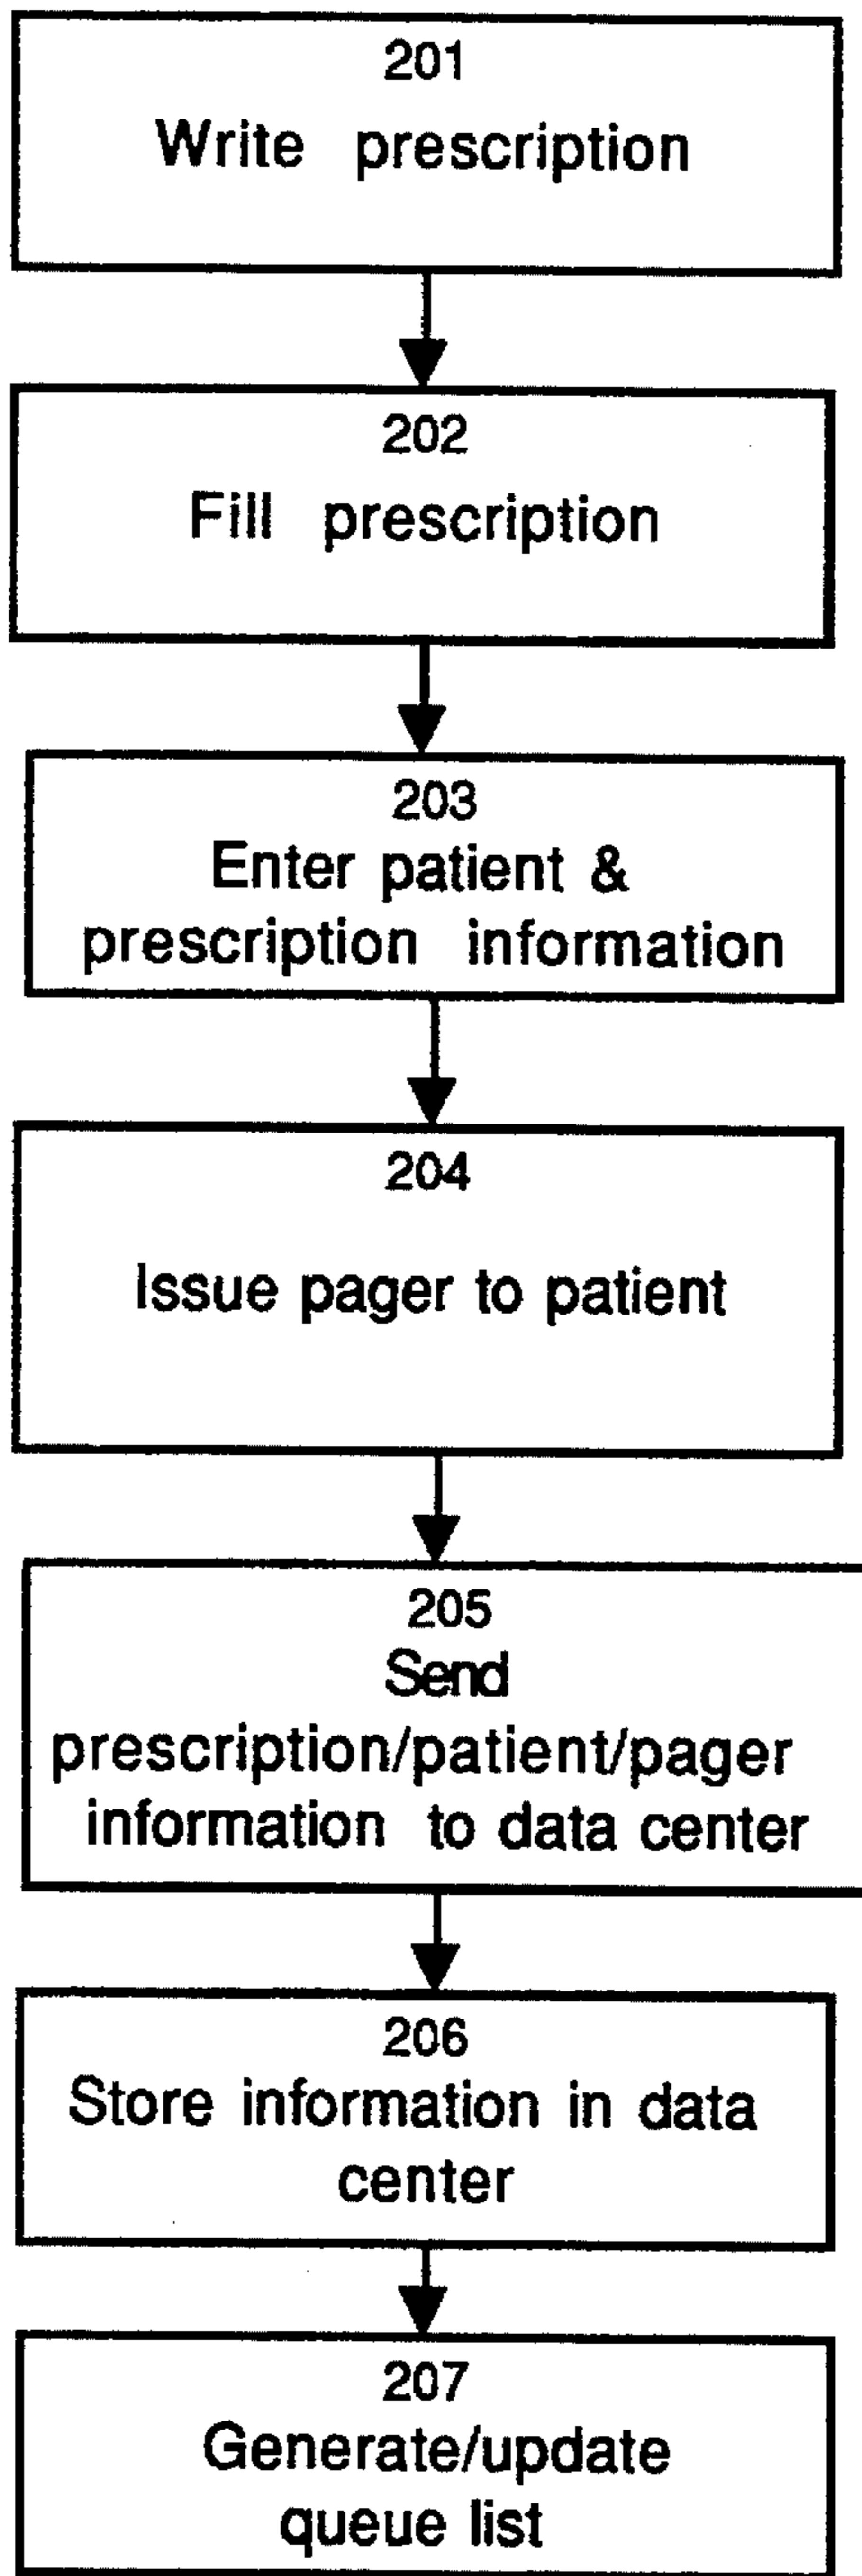 201
Write prescription
202
Fill prescription
203
Enter patient &
prescription information
204
Issue pager to patient
205
Send
prescription/patient/pager
information to data center
206
Store information in data
center
207
Generate/update
queue list